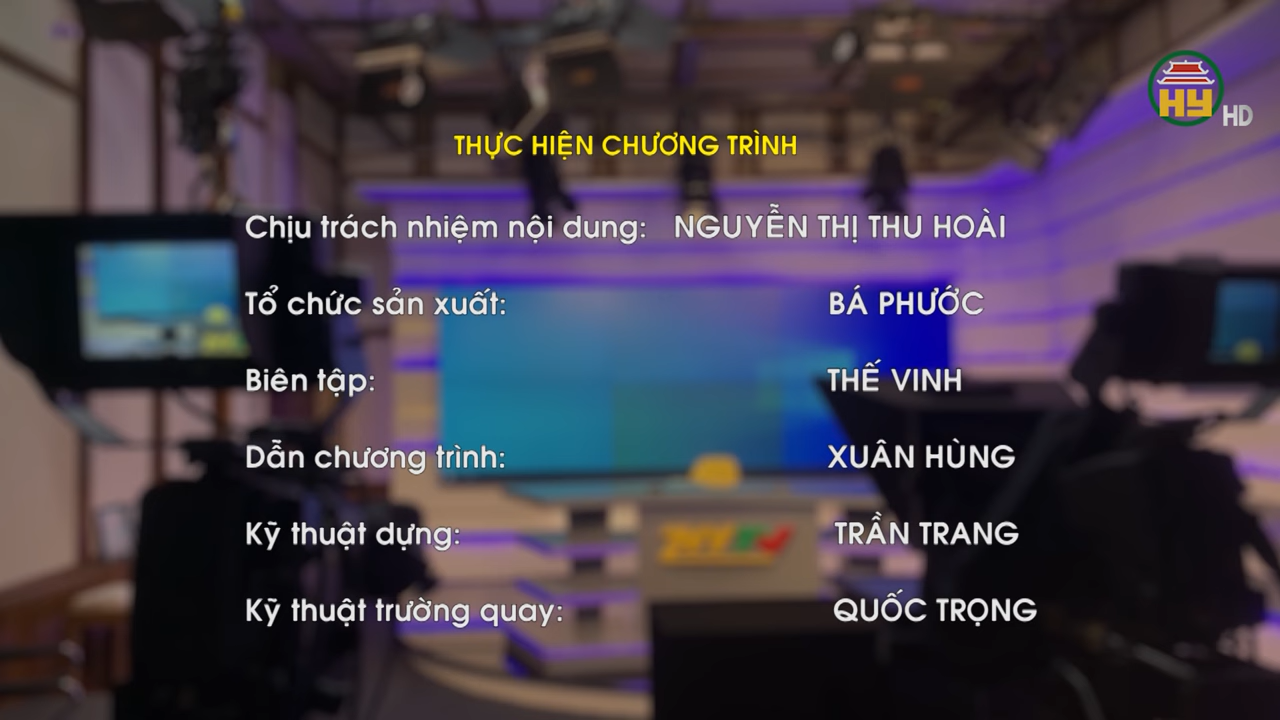 HY HD
THỰC HIỆN CHƯƠNG TRÌNH
Chịu trách nhiệm nội dung: NGUYỄN THỊ THU HOÀI
Tổ chức sản xuất: BÁ PHƯỚC
Biên tập: THẾ VINH
Dẫn chương trình: XUÂN HÙNG
Kỹ thuật dựng: TRẦN TRANG
Kỹ thuật trường quay: QUỐC TRỌNG